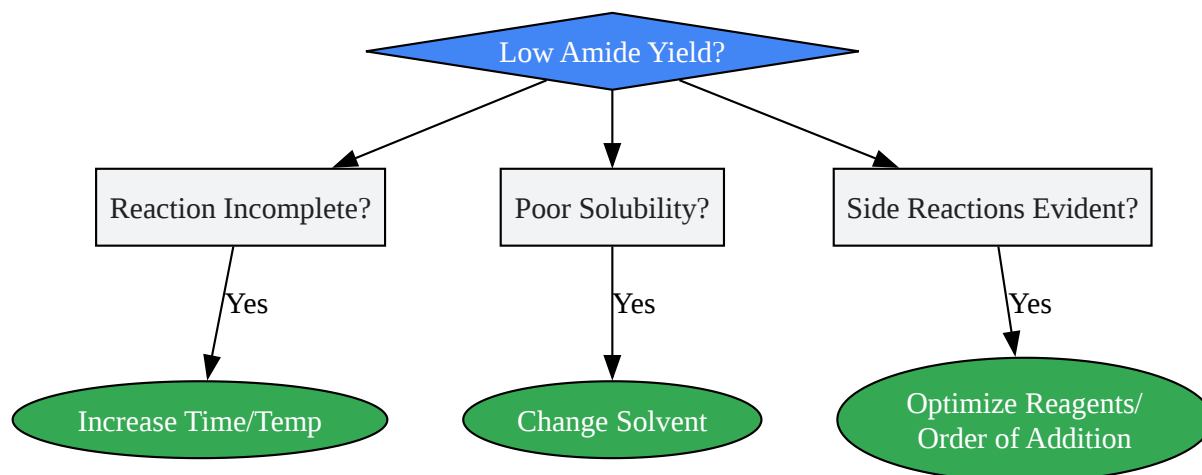 Low Amide Yield?
Reaction Incomplete?
Poor Solubility?
Side Reactions Evident?
Yes
Yes
Yes
Increase Time/Temp
Change Solvent
Optimize Reagents/
Order of Addition